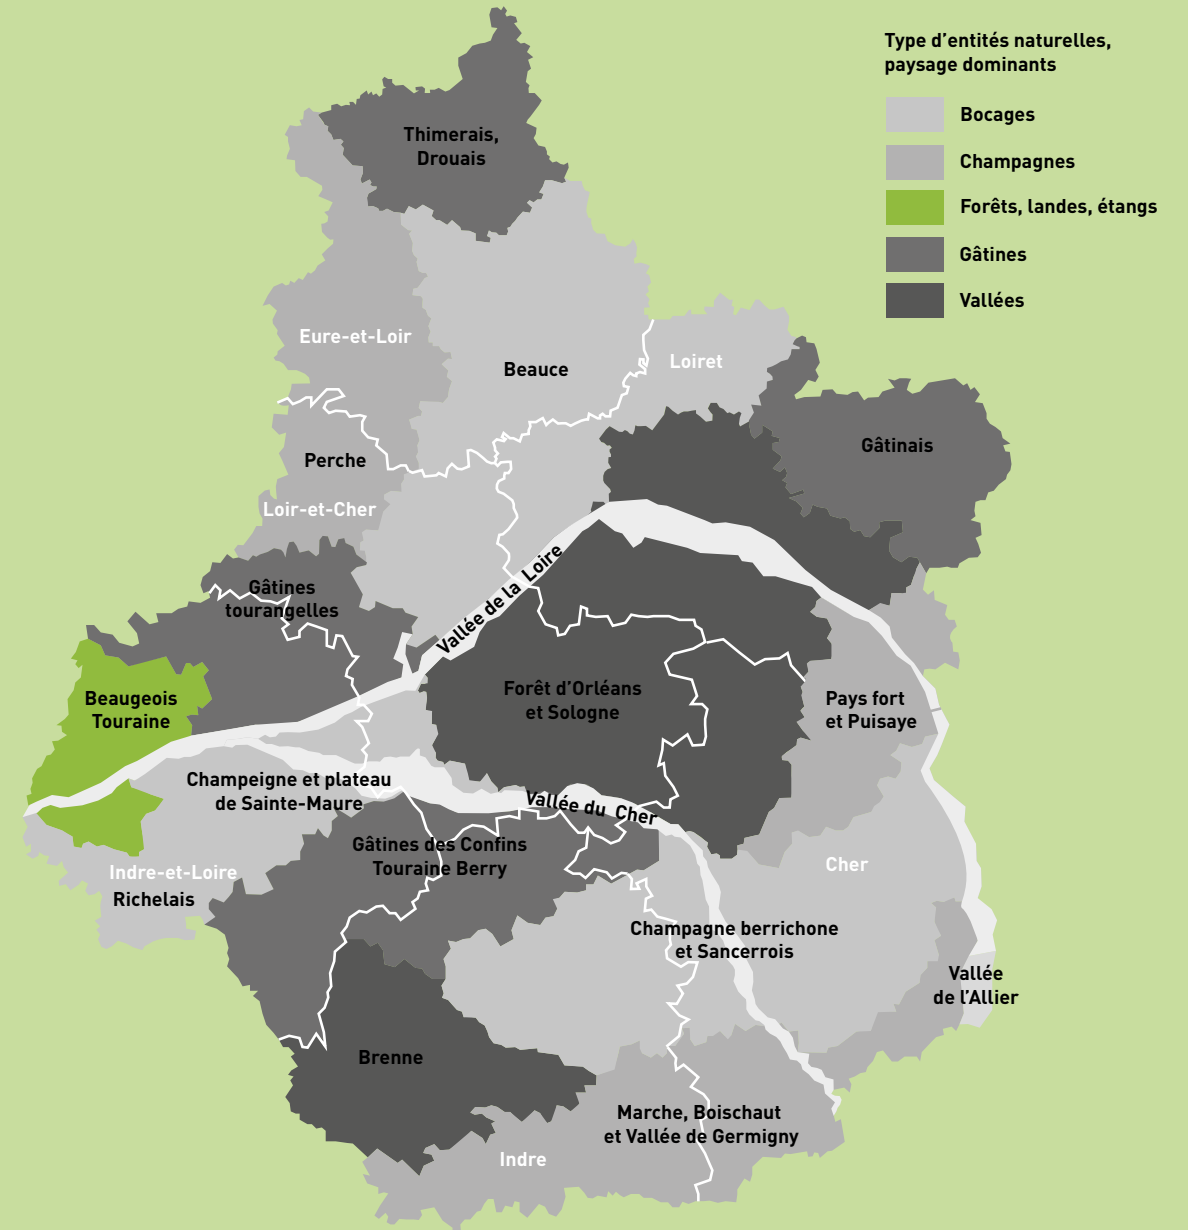 Type d'entités naturelles,
paysage dominants
Bocages
Champagnes
Forêts, landes, étangs
Gâtines
Vallées
Thimerais,
Drouais
Eure-et-Loir
Beauce
Loiret
Gâtinais
Perche
Loir-et-Cher
Gâtines
tourangelles
Vallée de la Loire
Beaugeois
Touraine
Forêt d'Orléans
et Sologne
Pays fort
et Puisaye
Champeigne et plateau
de Sainte-Maure
Vallée du Cher
Gâtines des Confins
Touraine Berry
Indre-et-Loire
Richelais
Cher
Champagne berrichone
et Sancerrois
Vallée
de l'Allier
Brenne
Marche, Boischaut
et Vallée de Germigny
Indre